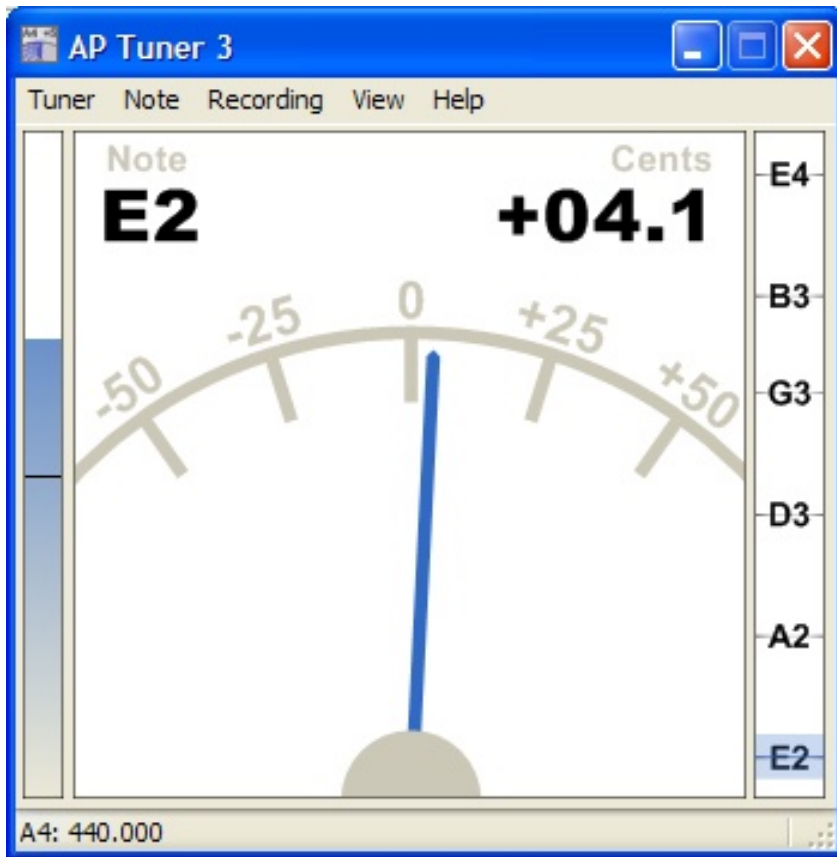 AP Tuner 3
Tuner Note Recording View Help
Note Cents
E2 +04.1
-50 -25 0 +25 +50
E4
B3
G3
D3
A2
E2
A4: 440.000